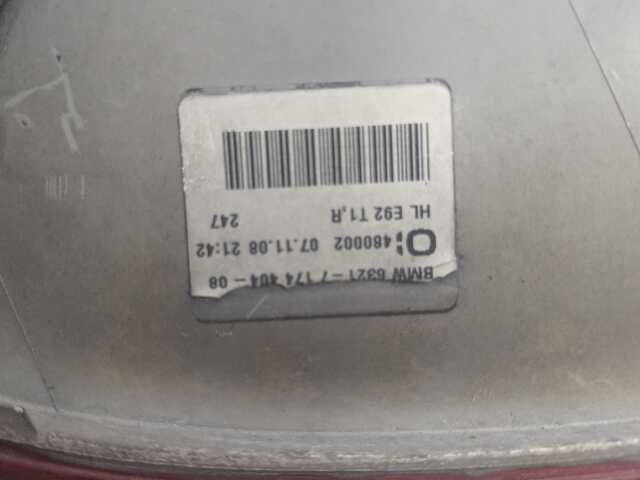 BMW 6321-7 174 404-08
480002 07.11.08 21:42
HL E92 T1,R 247